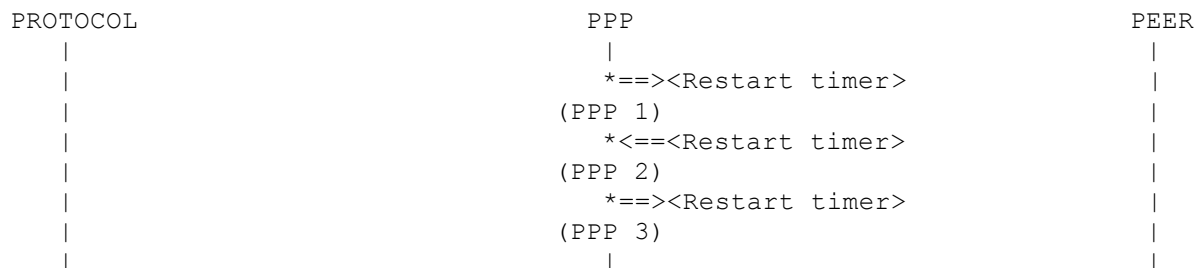 PROTOCOL PPP PEER
| | |
| *==><Restart timer> |
| (PPP 1) |
| *<==<Restart timer> |
| (PPP 2) |
| *==><Restart timer> |
| (PPP 3) |
| | |